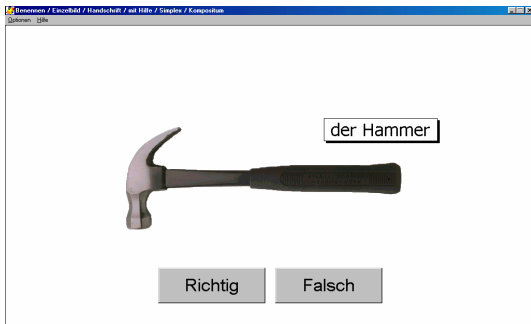 Benennen / Einzelbild / Handschrift / mit Hilfe / Simplex / Kompositum
Optionen Hilfe
der Hammer
Richtig Falsch